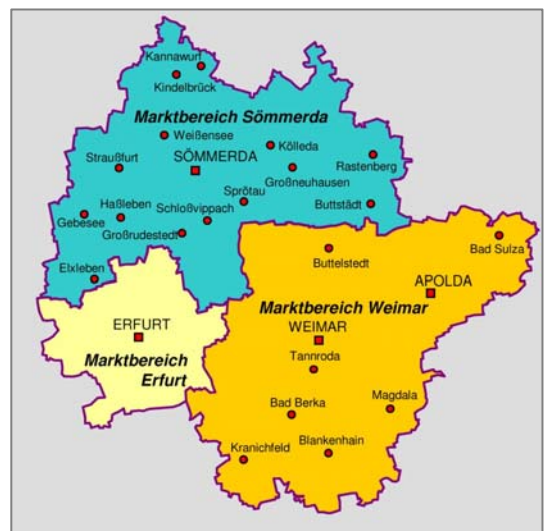 Kannawurf
Kindelbrück
Marktbereich Sömmerda
Weißensee
Kölleda
Straußfurt
SÖMMERDA
Rastenberg
Großneuhausen
Sprötau
Haßleben
Schloßvippach
Buttstädt
Gebesee
Großrudestedt
Bad Sulza
Buttelstedt
Elxleben
APOLDA
Marktbereich Weimar
ERFURT
WEIMAR
Marktbereich
Erfurt
Tannroda
Magdala
Bad Berka
Kranichfeld
Blankenhain